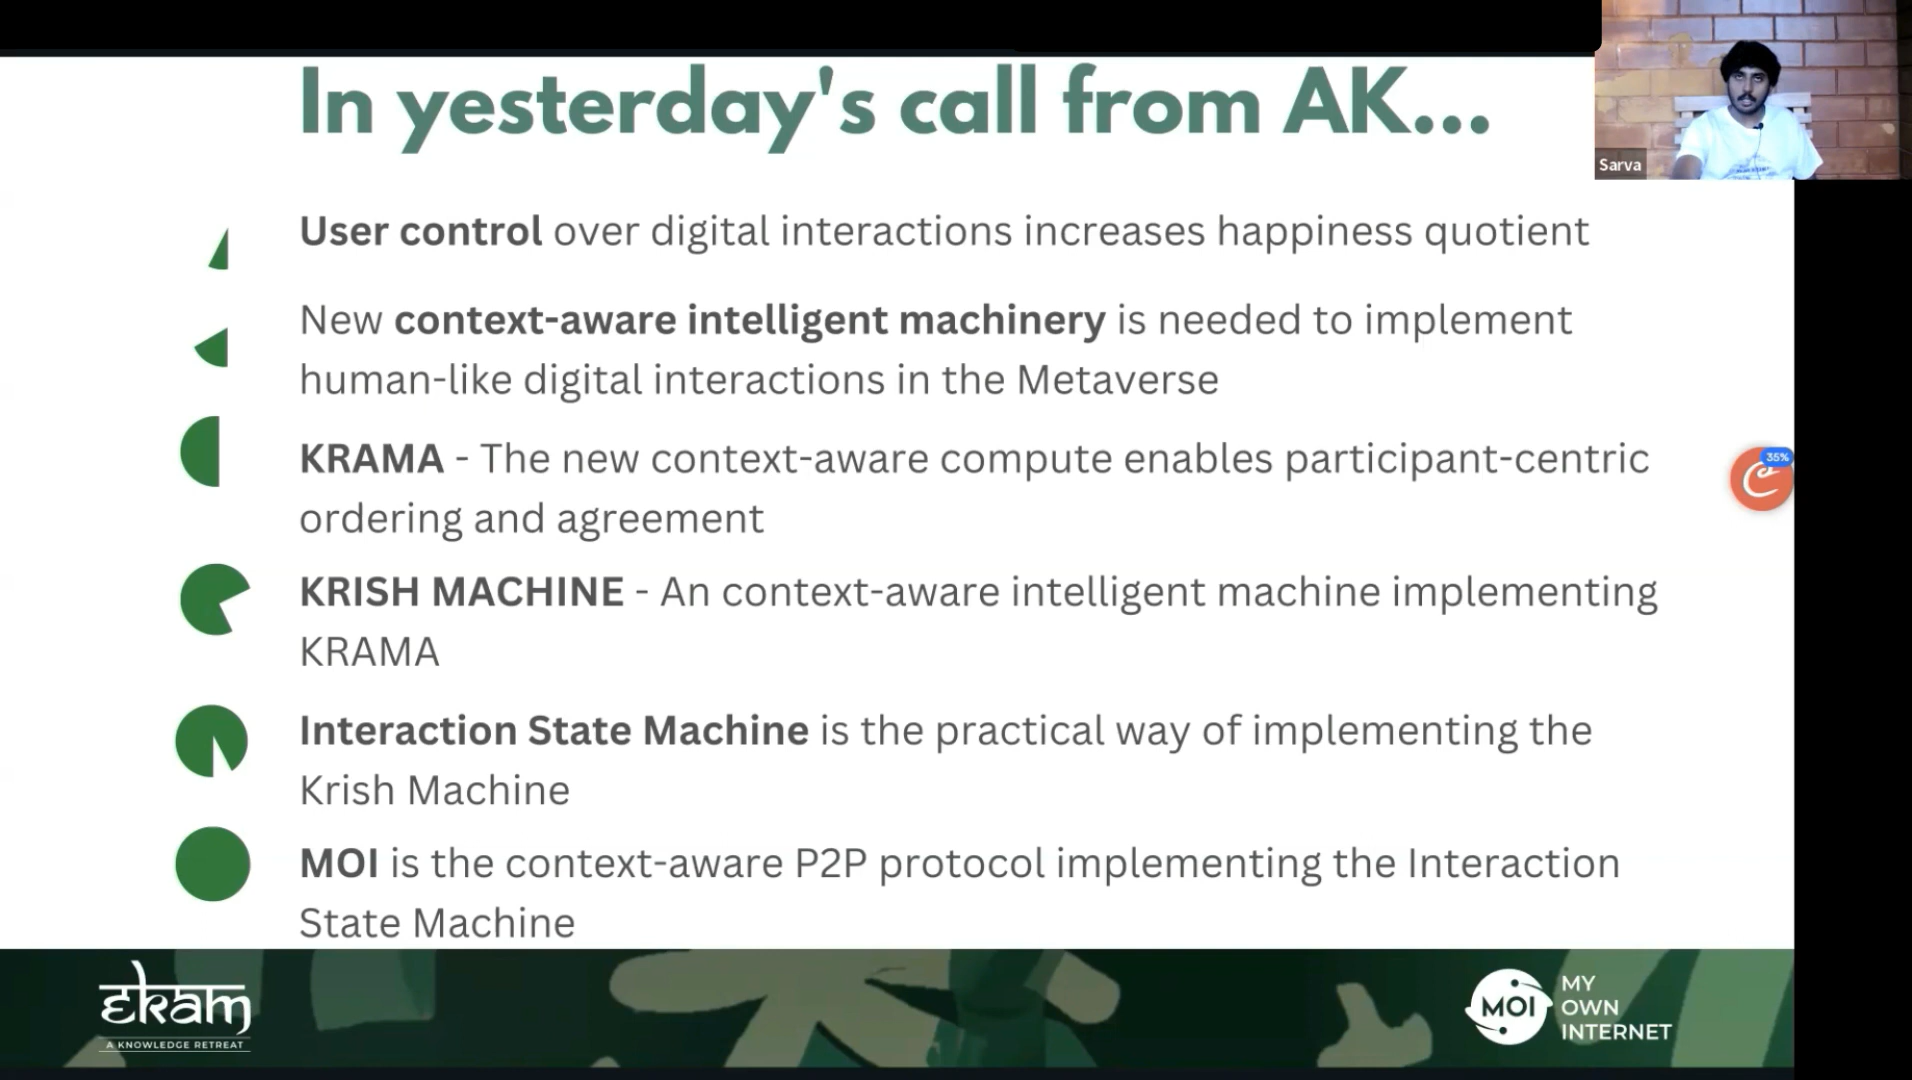 In yesterday's call from AK...
Sarva
User control over digital interactions increases happiness quotient
New context-aware intelligent machinery is needed to implement
human-like digital interactions in the Metaverse
KRAMA - The new context-aware compute enables participant-centric
ordering and agreement
35%
KRISH MACHINE - An context-aware intelligent machine implementing
KRAMA
Interaction State Machine is the practical way of implementing the
Krish Machine
MOI is the context-aware P2P protocol implementing the Interaction
State Machine
ekam
A KNOWLEDGE RETREAT
MOI
MY
OWN
INTERNET